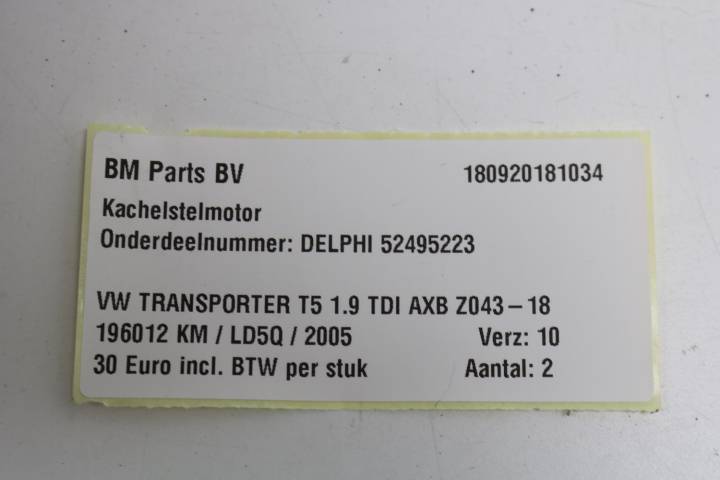 BM Parts BV 180920181034
Kachelstelmotor
Onderdeelnummer: DELPHI 52495223
VW TRANSPORTER T5 1.9 TDI AXB Z043-18
196012 KM / LD5Q / 2005 Verz: 10
30 Euro incl. BTW per stuk Aantal: 2